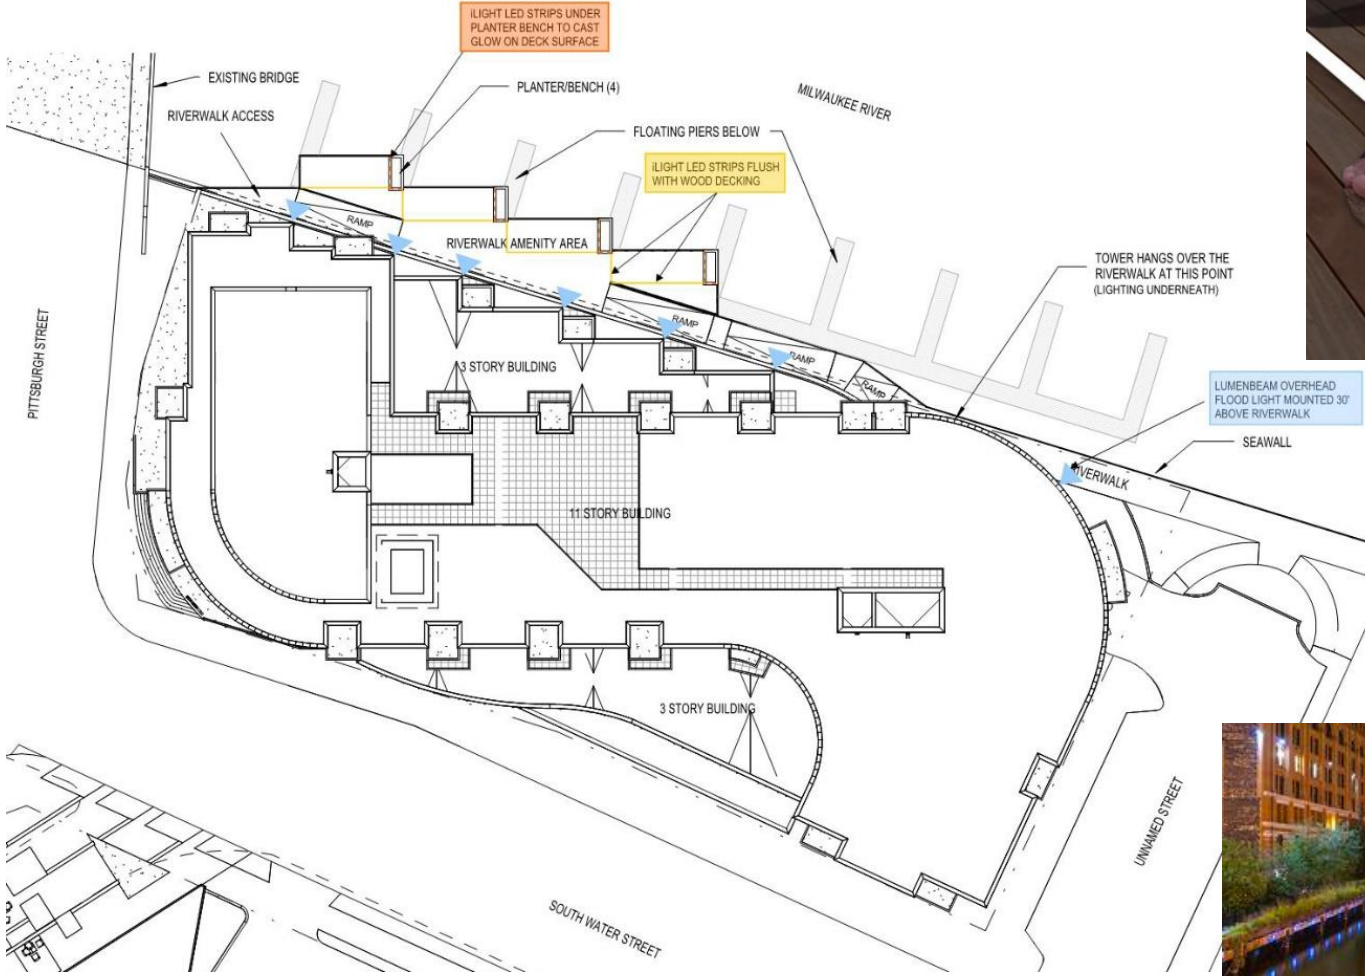 iLIGHT LED STRIPS UNDER
PLANTER BENCH TO CAST
GLOW ON DECK SURFACE
EXISTING BRIDGE
PLANTER/BENCH (4)
MILWAUKEE RIVER
RIVERWALK ACCESS
FLOATING PIERS BELOW
iLIGHT LED STRIPS FLUSH
WITH WOOD DECKING
RAMP
RIVERWALK AMENITY AREA
TOWER HANGS OVER THE
RIVERWALK AT THIS POINT
(LIGHTING UNDERNEATH)
RAMP
RAMP
RAMP
PITTSBURGH STREET
3 STORY BUILDING
LUMENBEAM OVERHEAD
FLOOD LIGHT MOUNTED 30'
ABOVE RIVERWALK
SEAWALL
RIVERWALK
11 STORY BUILDING
3 STORY BUILDING
UNNAMED STREET
SOUTH WATER STREET